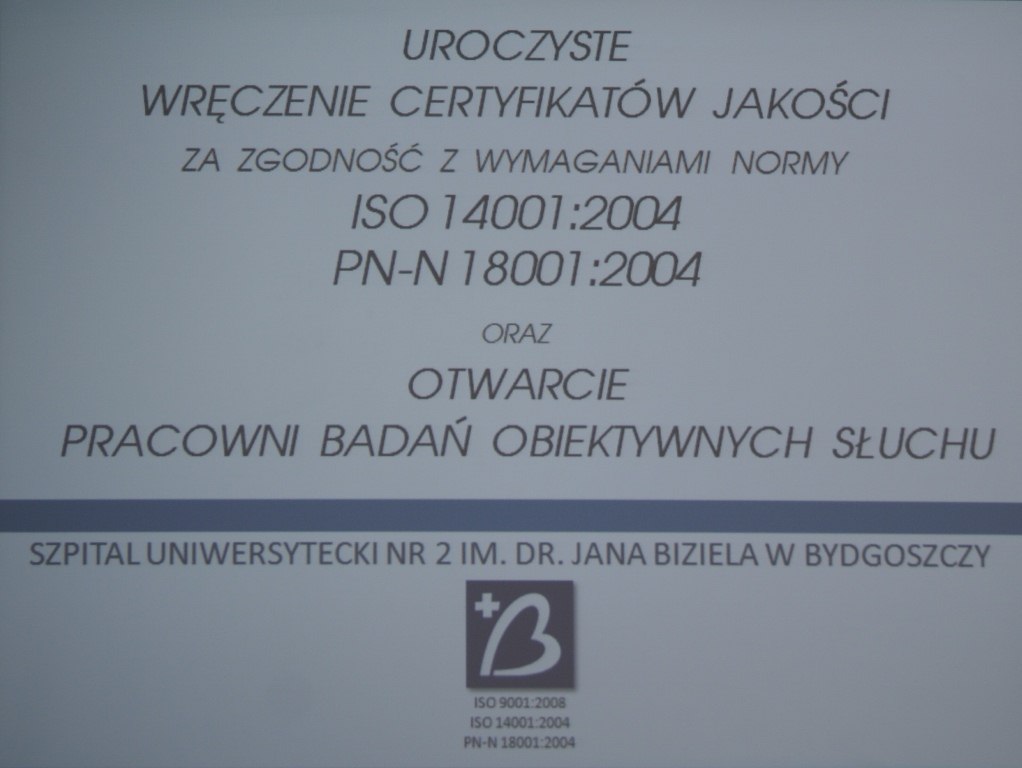 UROCZYSTE
WRĘCZENIE CERTYFIKATÓW JAKOŚCI
ZA ZGODNOŚĆ Z WYMAGANIAMI NORMY
ISO 14001:2004
PN-N 18001:2004
ORAZ
OTWARCIE
PRACOWNI BADAŃ OBIEKTYWNYCH SŁUCHU
SZPITAL UNIWERSYTECKI NR 2 IM. DR. JANA BIZIELA W BYDGOSZCZY
B
ISO 9001:2008
ISO 14001:2004
PN-N 18001:2004